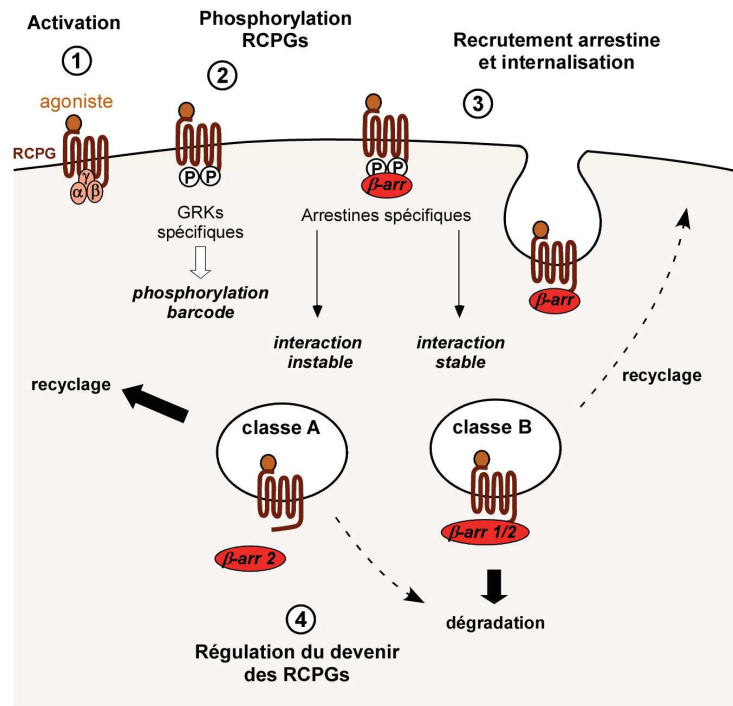 Activation
1
agoniste
RCPG
γ
α
β
Phosphorylation
RCPGs
2
P P
GRKs
spécifiques
phosphorylation
barcode
Recrutement arrestine
et internalisation
3
P P
β-arr
Arrestines spécifiques
β-arr
interaction
instable
interaction
stable
recyclage
recyclage
classe A
classe B
β-arr 2
β-arr 1/2
dégradation
4
Régulation du devenir
des RCPGs